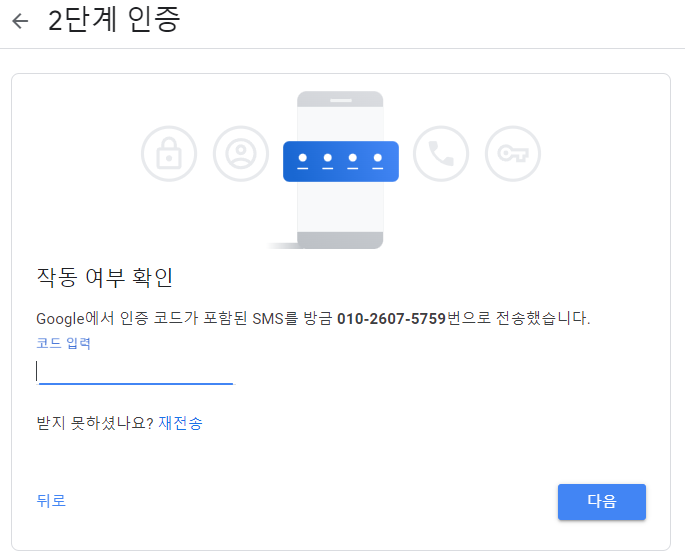 2단계 인증
작동 여부 확인
Google에서 인증 코드가 포함된 SMS를 방금 010-2607-5759번으로 전송했습니다.
코드 입력
받지 못하셨나요? 재전송
뒤로
다음